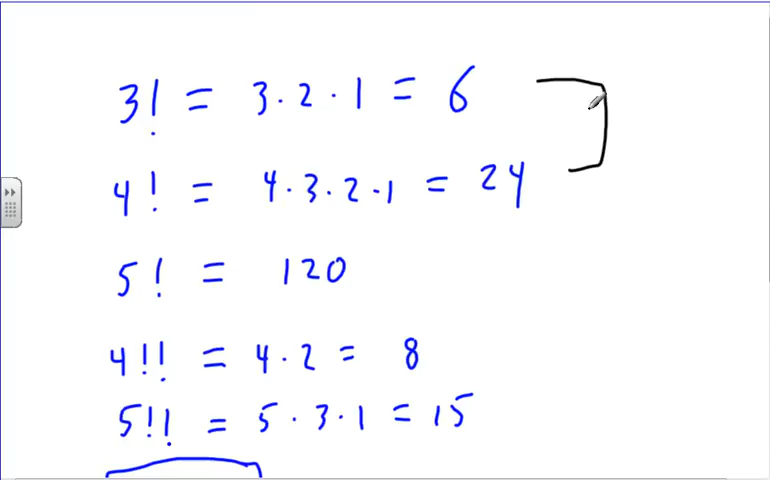 3! = 3 · 2 · 1 = 6
4! = 4 · 3 · 2 · 1 = 24
5! = 120
4!! = 4 · 2 = 8
5!! = 5 · 3 · 1 = 15